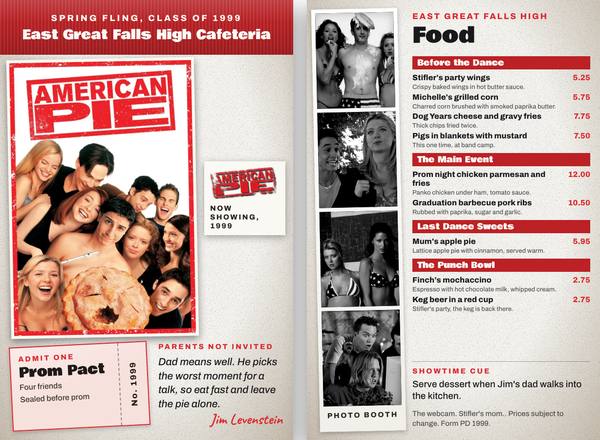 SPRING FLING, CLASS OF 1999
East Great Falls High Cafeteria
AMERICAN
PIE
AMERICAN
PIE
NOW
SHOWING,
1999
ADMIT ONE
Prom Pact
Four friends
Sealed before prom
No. 1999
PARENTS NOT INVITED
Dad means well. He picks
the worst moment for a
talk, so eat fast and leave
the pie alone.
Jim Levenstein
PHOTO BOOTH
EAST GREAT FALLS HIGH
Food
Before the Dance
Stifler's party wings 5.25
Crispy baked wings in hot butter sauce.
Michelle's grilled corn 5.75
Charred corn brushed with smoked paprika butter.
Dog Years cheese and gravy fries 7.75
Thick chips fried twice.
Pigs in blankets with mustard 7.50
This one time, at band camp.
The Main Event
Prom night chicken parmesan and 12.00
fries
Panko chicken under ham, tomato sauce.
Graduation barbecue pork ribs 10.50
Rubbed with paprika, sugar and garlic.
Last Dance Sweets
Mum's apple pie 5.95
Lattice apple pie with cinnamon, served warm.
The Punch Bowl
Finch's mochaccino 2.75
Espresso with hot chocolate milk, whipped cream.
Keg beer in a red cup 2.75
Stifler's party, the keg is back there.
SHOWTIME CUE
Serve dessert when Jim's dad walks into
the kitchen.
The webcam. Stifler's mom.. Prices subject to
change. Form PD 1999.